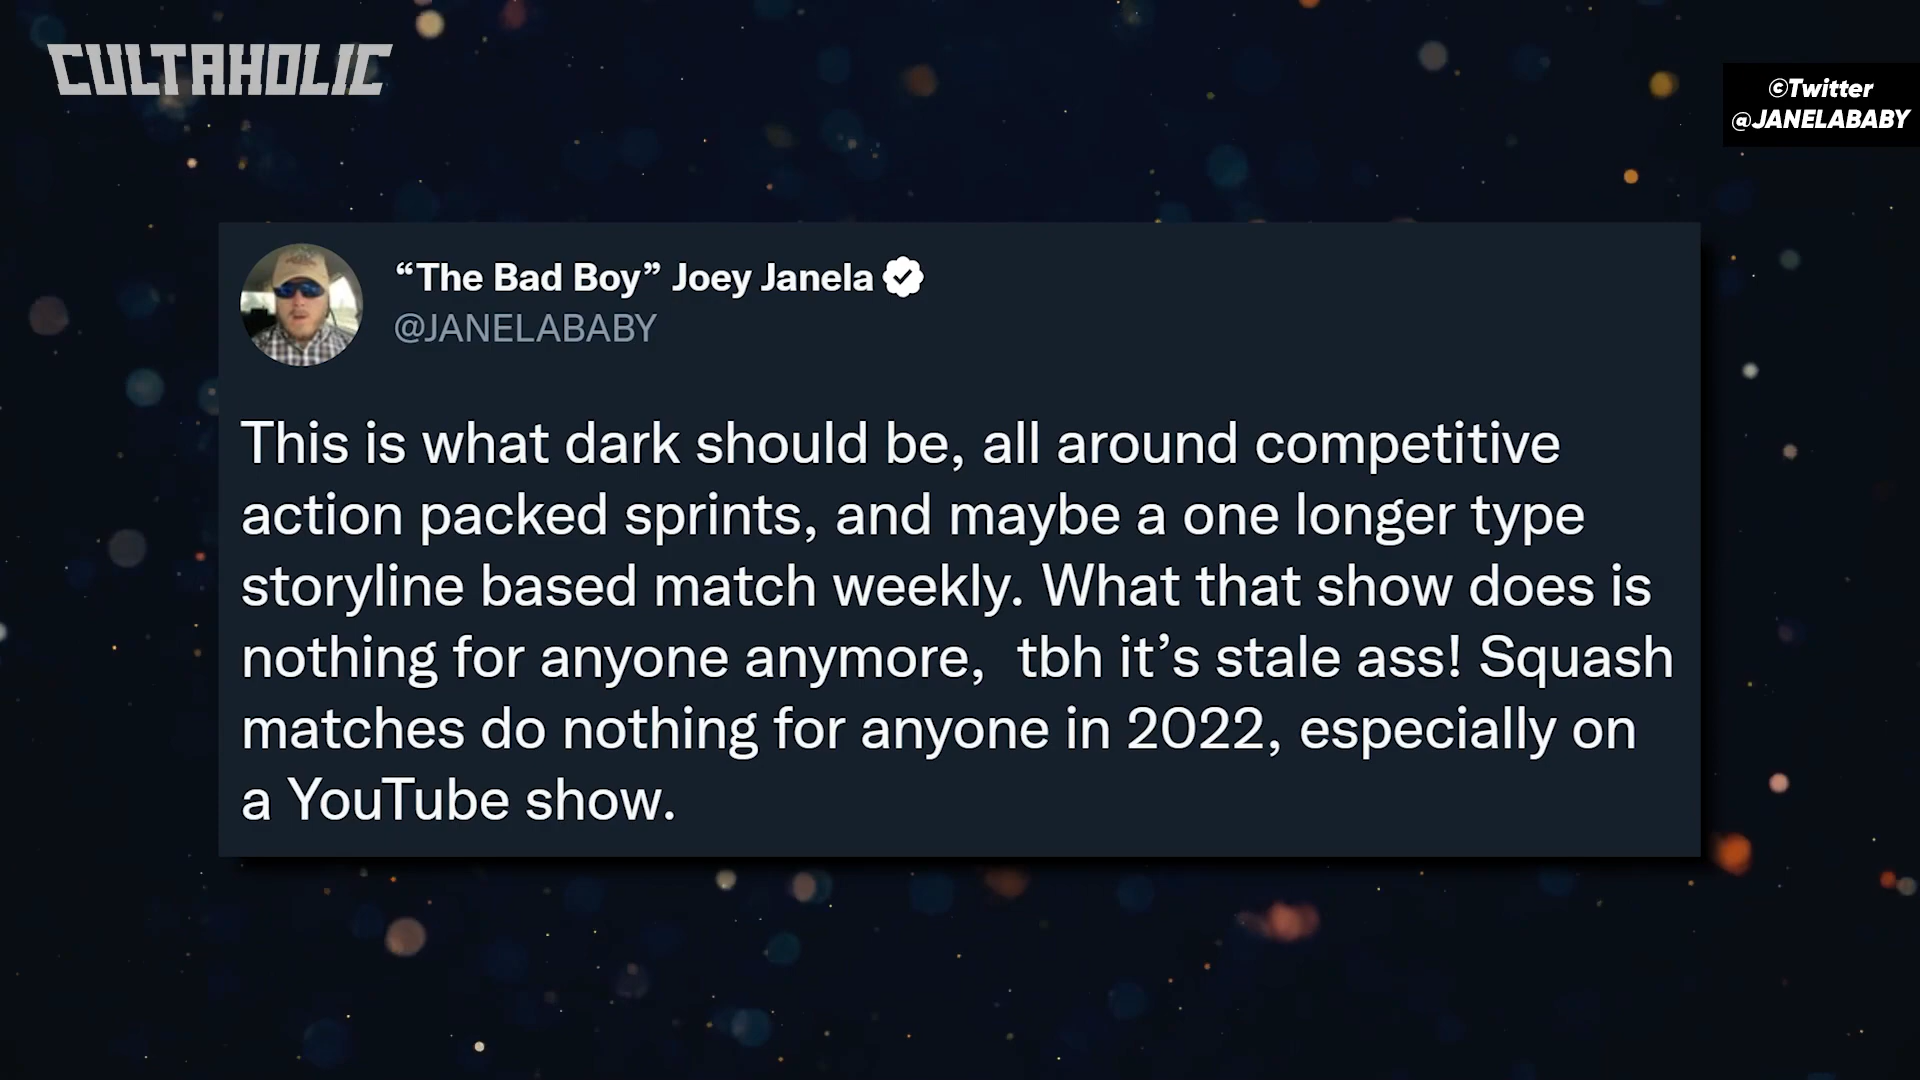 CULTAHOLIC
©Twitter
@JANELABABY
“The Bad Boy” Joey Janela
@JANELABABY
This is what dark should be, all around competitive
action packed sprints, and maybe a one longer type
storyline based match weekly. What that show does is
nothing for anyone anymore,  tbh it’s stale ass! Squash
matches do nothing for anyone in 2022, especially on
a YouTube show.